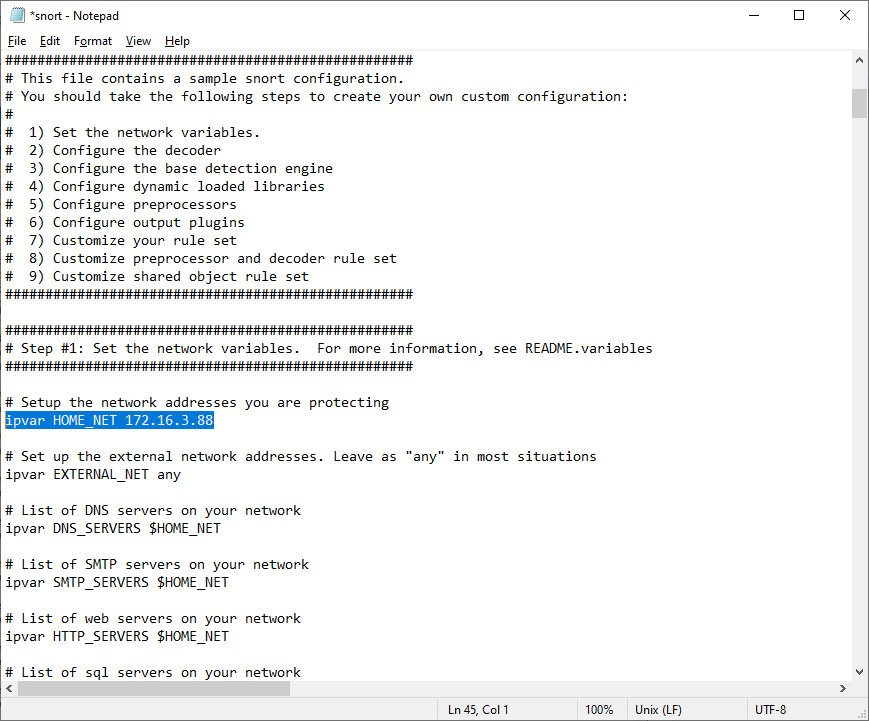 *snort - Notepad
File Edit Format View Help
###################################################
# This file contains a sample snort configuration.
# You should take the following steps to create your own custom configuration:
#
#  1) Set the network variables.
#  2) Configure the decoder
#  3) Configure the base detection engine
#  4) Configure dynamic loaded libraries
#  5) Configure preprocessors
#  6) Configure output plugins
#  7) Customize your rule set
#  8) Customize preprocessor and decoder rule set
#  9) Customize shared object rule set
###################################################
###################################################
# Step #1: Set the network variables.  For more information, see README.variables
###################################################
# Setup the network addresses you are protecting
ipvar HOME_NET 172.16.3.88
# Set up the external network addresses. Leave as "any" in most situations
ipvar EXTERNAL_NET any
# List of DNS servers on your network
ipvar DNS_SERVERS $HOME_NET
# List of SMTP servers on your network
ipvar SMTP_SERVERS $HOME_NET
# List of web servers on your network
ipvar HTTP_SERVERS $HOME_NET
# List of sql servers on your network
Ln 45, Col 1 100% Unix (LF) UTF-8